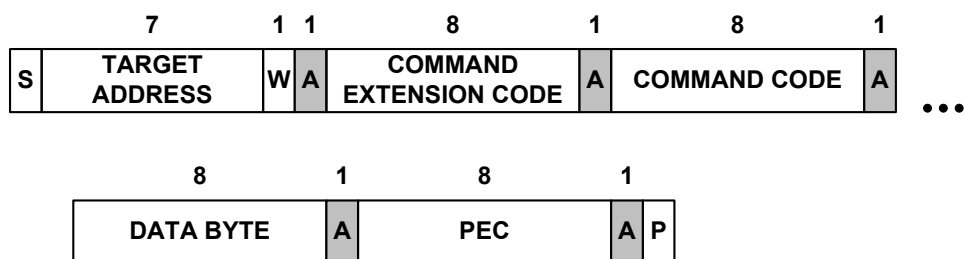 7 1 1 8 1 8 1
S TARGET ADDRESS W A COMMAND EXTENSION CODE A COMMAND CODE A ...
8 1 8 1
DATA BYTE A PEC A P